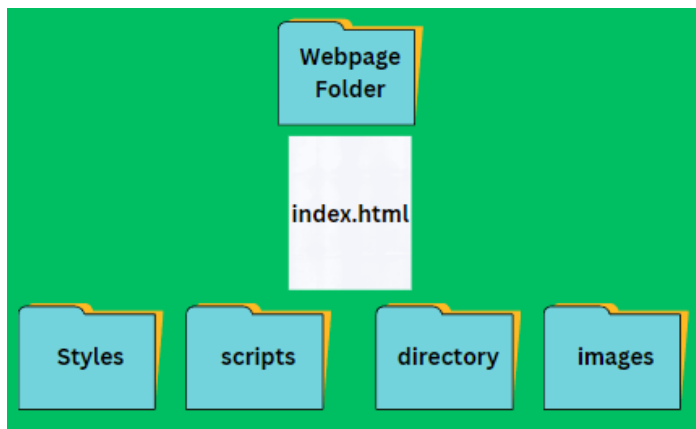 Webpage
Folder
index.html
Styles
scripts
directory
images